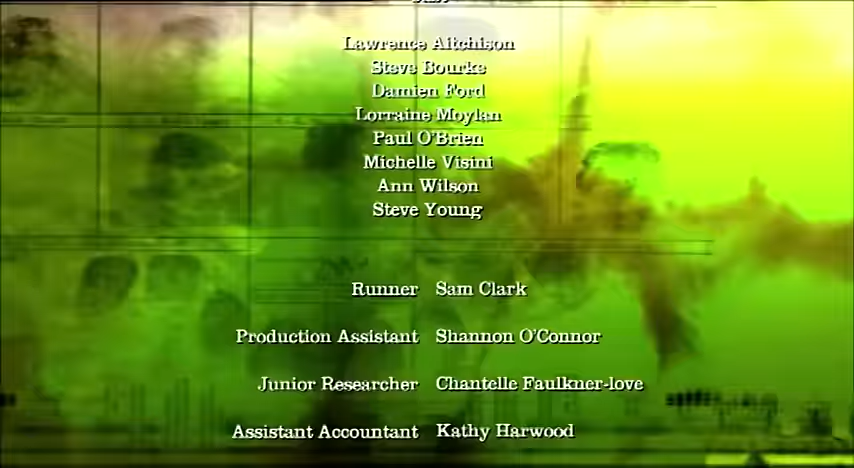 Lawrence Aitchison
Steve Bourke
Damien Ford
Lorraine Moylan
Paul O'Brien
Michelle Visini
Ann Wilson
Steve Young
Runner Sam Clark
Production Assistant Shannon O'Connor
Junior Researcher Chantelle Faulkner-love
Assistant Accountant Kathy Harwood